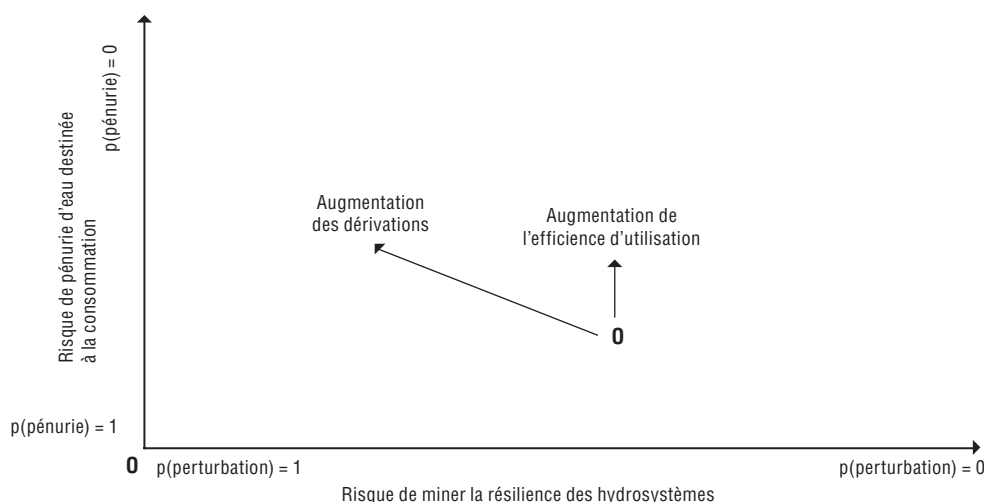 p(pénurie) = 0
Risque de pénurie d'eau destinée
à la consommation
Augmentation
des dérivations
Augmentation de
l'efficience d'utilisation
0
p(pénurie) = 1
0
p(perturbation) = 1
p(perturbation) = 0
Risque de miner la résilience des hydrosystèmes